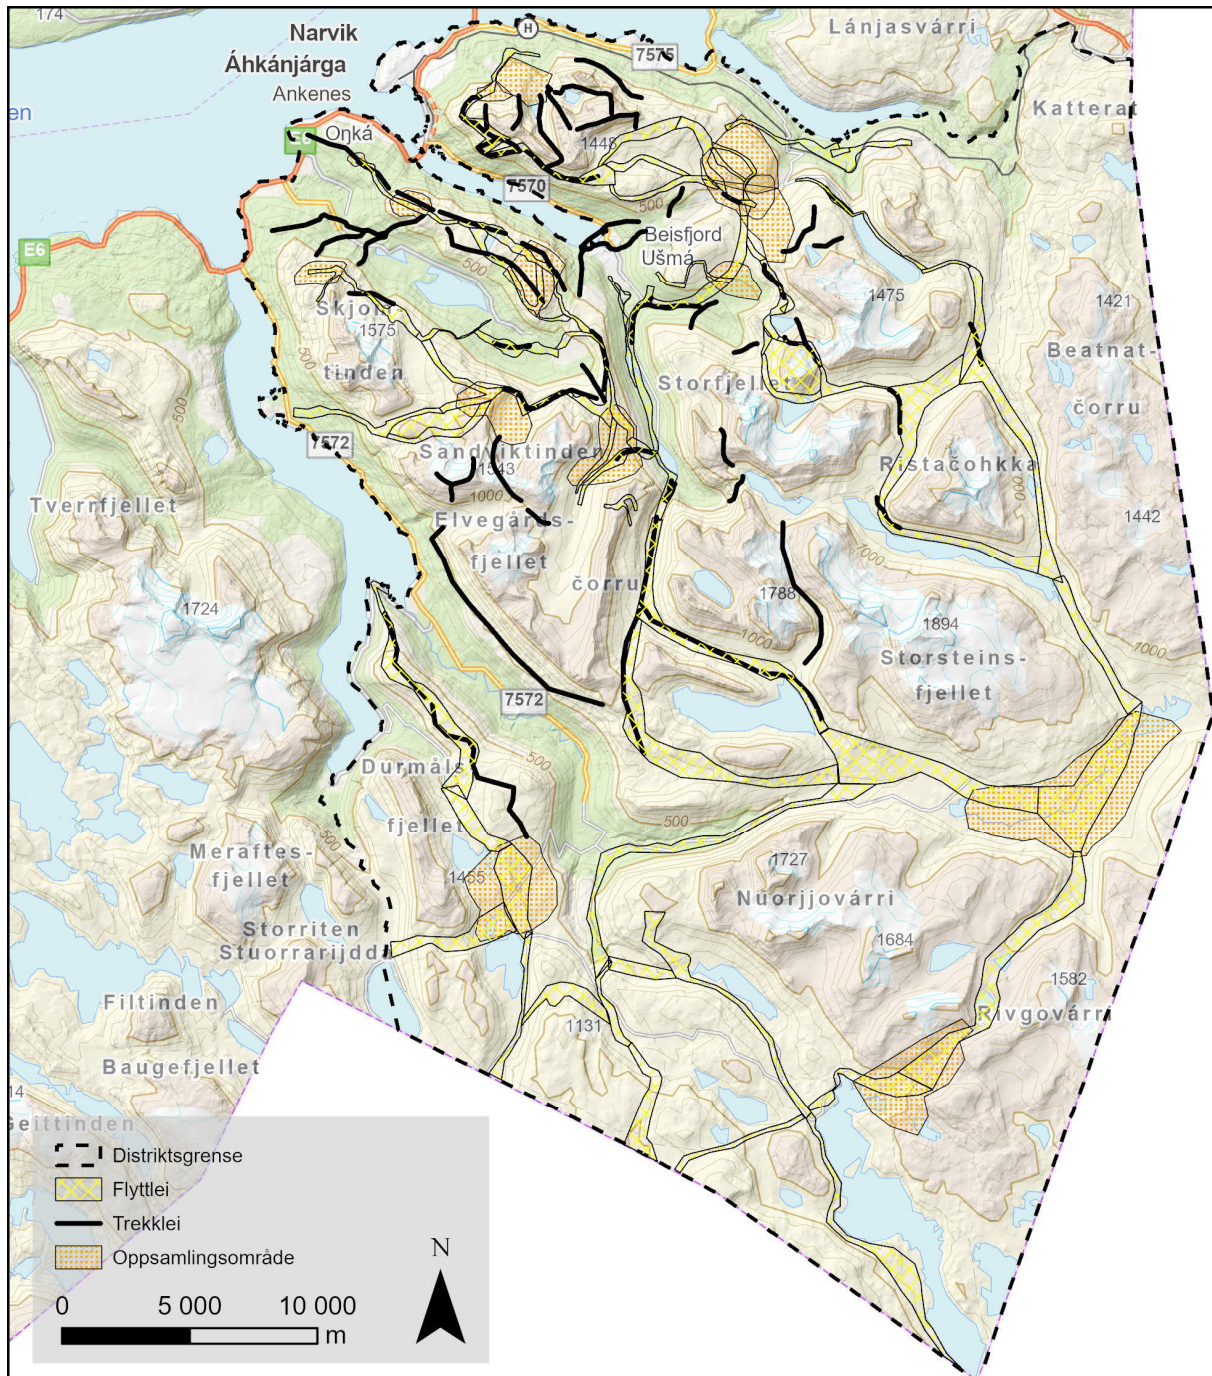 174
Narvik
Áhkánjárga
Ankenes
en
H
7575
Lánjasvárri
Katterat
E6
Onká
1448
7570
500
Beisfjord
Ušmá
E6
500
Skjom-
1575
tinden
500
500
1475
1421
Beatnat-
čorru
Storfjellet
7572
Sandviktinden
1543
1000
Ristačohkka
1442
Tverrfjellet
Elvegårds-
fjellet
1000
čorru
1724
1788
1894
1000
1000
Storsteins-
fjellet
7572
500
Durmåls
fjellet
500
500
Meraftes-
fjellet
1455
1727
Nuorjjovárri
Storriten
Stuorrarijdda
1684
1582
Filtinden
1131
Rivgovárri
Baugefjellet
14
Geittinden
Distriktsgrense
Flyttlei
Trekklei
Oppsamlingsområde
N
0 5 000 10 000
m